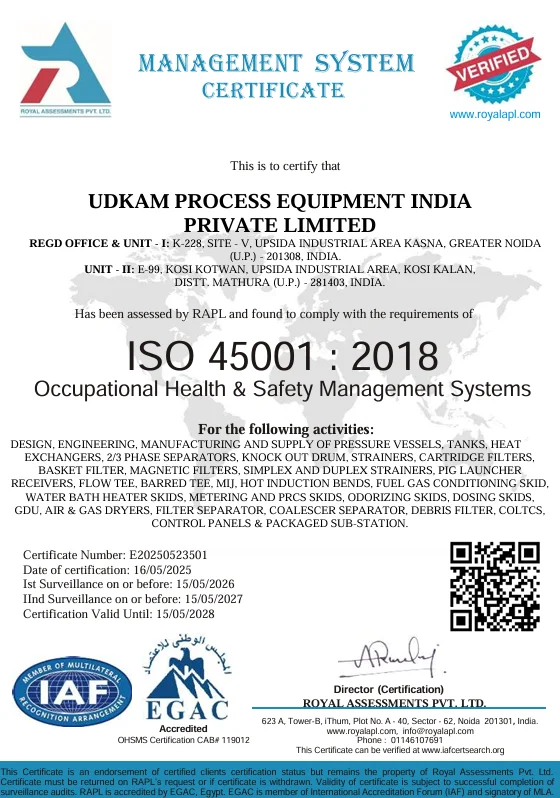 MANAGEMENT SYSTEM
CERTIFICATE
ROYAL ASSESSMENTS PVT. LTD.
VERIFIED
www.royalapl.com
This is to certify that
UDKAM PROCESS EQUIPMENT INDIA
PRIVATE LIMITED
REGD OFFICE & UNIT - I: K-228, SITE - V, UPSIDA INDUSTRIAL AREA KASNA, GREATER NOIDA
(U.P.) - 201308, INDIA.
UNIT - II: E-99, KOSI KOTWAN, UPSIDA INDUSTRIAL AREA, KOSI KALAN,
DISTT. MATHURA (U.P.) - 281403, INDIA.
Has been assessed by RAPL and found to comply with the requirements of
ISO 45001 : 2018
Occupational Health & Safety Management Systems
For the following activities:
DESIGN, ENGINEERING, MANUFACTURING AND SUPPLY OF PRESSURE VESSELS, TANKS, HEAT
EXCHANGERS, 2/3 PHASE SEPARATORS, KNOCK OUT DRUM, STRAINERS, CARTRIDGE FILTERS,
BASKET FILTER, MAGNETIC FILTERS, SIMPLEX AND DUPLEX STRAINERS, PIG LAUNCHER
RECEIVERS, FLOW TEE, BARRED TEE, MIJ, HOT INDUCTION BENDS, FUEL GAS CONDITIONING SKID,
WATER BATH HEATER SKIDS, METERING AND PRCS SKIDS, ODORIZING SKIDS, DOSING SKIDS,
GDU, AIR & GAS DRYERS, FILTER SEPARATOR, COALESCER SEPARATOR, DEBRIS FILTER, COLTCS,
CONTROL PANELS & PACKAGED SUB-STATION.
Certificate Number: E20250523501
Date of certification: 16/05/2025
Ist Surveillance on or before: 15/05/2026
IInd Surveillance on or before: 15/05/2027
Certification Valid Until: 15/05/2028
MEMBER OF MULTILATERAL
IAF
RECOGNITION ARRANGEMENT
المجلس الوطني للاعتماد
EGAC
Accredited
OHSMS Certification CAB# 119012
Director (Certification)
ROYAL ASSESSMENTS PVT. LTD.
623 A, Tower-B, iThum, Plot No. A - 40, Sector - 62, Noida 201301, India.
www.royalapl.com, info@royalapl.com
Phone : 01146107691
This Certificate can be verified at www.iafcertsearch.org
This Certificate is an endorsement of certified clients certification status but remains the property of Royal Assessments Pvt. Ltd.
Certificate must be returned on RAPL's request or if certificate is withdrawn. Validity of certificate is subject to successful completion of
surveillance audits. RAPL is accredited by EGAC, Egypt. EGAC is member of International Accreditation Forum (IAF) and signatory of MLA.